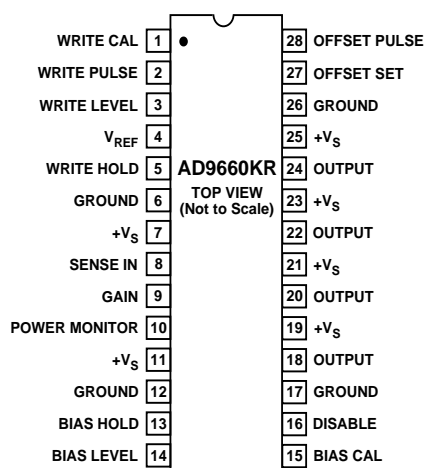 WRITE CAL 1
WRITE PULSE 2
WRITE LEVEL 3
VREF 4
WRITE HOLD 5
GROUND 6
+VS 7
SENSE IN 8
GAIN 9
POWER MONITOR 10
+VS 11
GROUND 12
BIAS HOLD 13
BIAS LEVEL 14
AD9660KR
TOP VIEW
(Not to Scale)
28 OFFSET PULSE
27 OFFSET SET
26 GROUND
25 +VS
24 OUTPUT
23 +VS
22 OUTPUT
21 +VS
20 OUTPUT
19 +VS
18 OUTPUT
17 GROUND
16 DISABLE
15 BIAS CAL